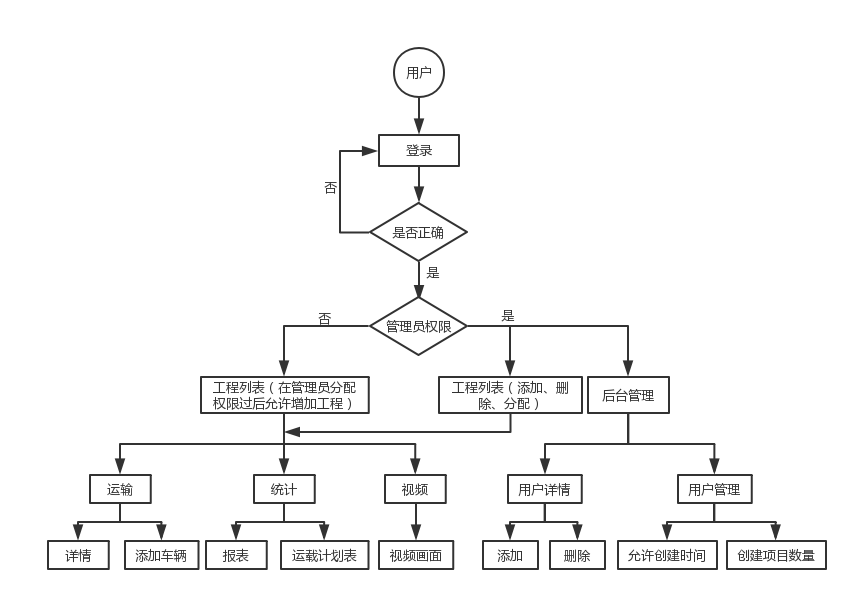 用户
登录
否
是否正确
是
管理员权限
否
是
工程列表（在管理员分配
权限过后允许增加工程）
工程列表（添加、删
除、分配）
后台管理
运输
统计
视频
用户详情
用户管理
详情
添加车辆
报表
运载计划表
视频画面
添加
删除
允许创建时间
创建项目数量